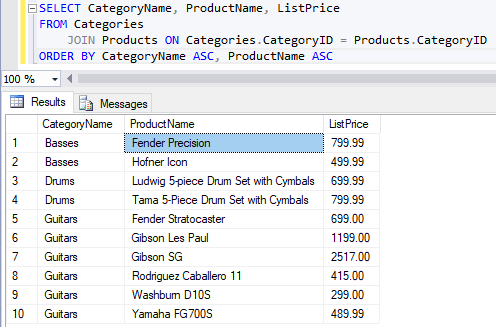 SELECT CategoryName, ProductName, ListPrice
FROM Categories
JOIN Products ON Categories.CategoryID = Products.CategoryID
ORDER BY CategoryName ASC, ProductName ASC
100 %
Results Messages
CategoryName ProductName ListPrice
1 Basses Fender Precision 799.99
2 Basses Hofner Icon 499.99
3 Drums Ludwig 5-piece Drum Set with Cymbals 699.99
4 Drums Tama 5-Piece Drum Set with Cymbals 799.99
5 Guitars Fender Stratocaster 699.00
6 Guitars Gibson Les Paul 1199.00
7 Guitars Gibson SG 2517.00
8 Guitars Rodriguez Caballero 11 415.00
9 Guitars Washburn D10S 299.00
10 Guitars Yamaha FG700S 489.99